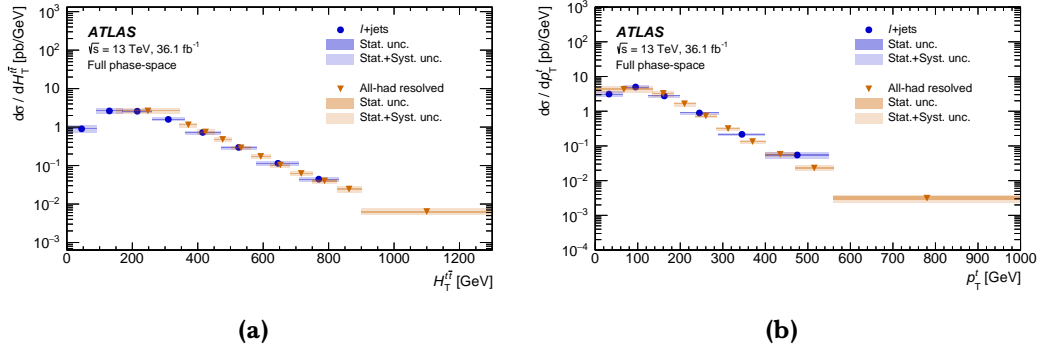 ATLAS
√s = 13 TeV, 36.1 fb⁻¹
Full phase-space
l+jets
Stat. unc.
Stat.+Syst. unc.
All-had resolved
Stat. unc.
Stat.+Syst. unc.
dσ / dH_T^{tt̄} [pb/GeV]
10³
10²
10
1
10⁻¹
10⁻²
10⁻³
0 200 400 600 800 1000 1200
H_T^{tt̄} [GeV]
(a)
ATLAS
√s = 13 TeV, 36.1 fb⁻¹
Full phase-space
l+jets
Stat. unc.
Stat.+Syst. unc.
All-had resolved
Stat. unc.
Stat.+Syst. unc.
dσ / dp_T^t [pb/GeV]
10³
10²
10
1
10⁻¹
10⁻²
10⁻³
10⁻⁴
0 100 200 300 400 500 600 700 800 900 1000
p_T^t [GeV]
(b)